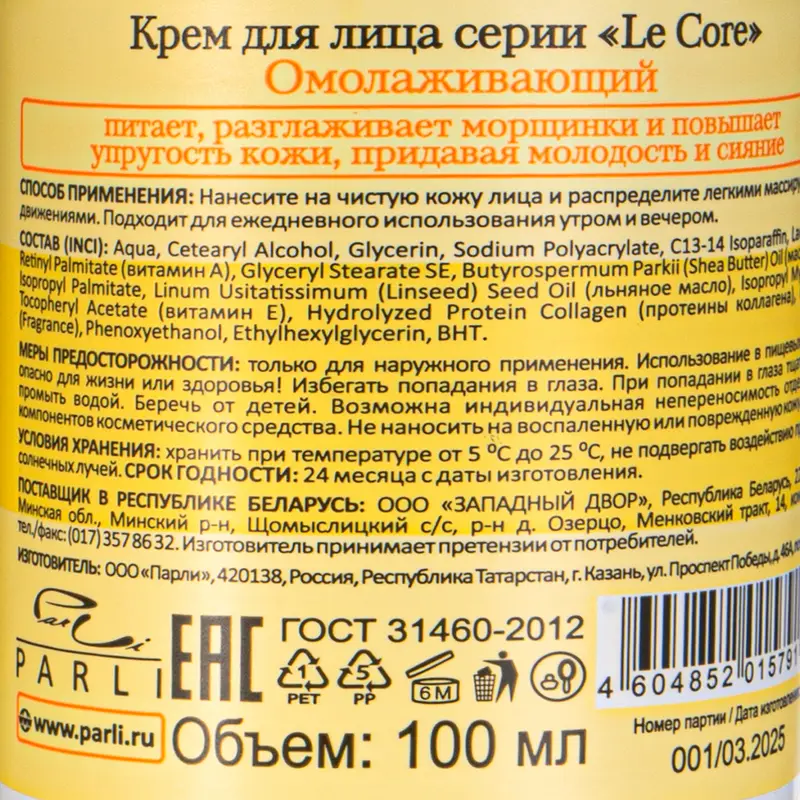 Крем для лица серии «Le Core»
Омолаживающий
питает, разглаживает морщинки и повышает
упругость кожи, придавая молодость и сияние
СПОСОБ ПРИМЕНЕНИЯ: Нанесите на чистую кожу лица и распределите легкими
движениями. Подходит для ежедневного использования утром и вечером.
СОСТАВ (INCI): Aqua, Cetearyl Alcohol, Glycerin, Sodium Polyacrylate, C13-14 Isoparaffin,
Retinyl Palmitate (витамин А), Glyceryl Stearate SE, Butyrospermum Parkii (Shea Butter) Oil
Isopropyl Palmitate, Linum Usitatissimum (Linseed) Seed Oil (льняное масло), Isopropyl
Tocopheryl Acetate (витамин Е), Hydrolyzed Protein Collagen (протеины коллагена),
(Fragrance), Phenoxyethanol, Ethylhexylglycerin, BHT.
МЕРЫ ПРЕДОСТОРОЖНОСТИ: только для наружного применения. Использование в
опасно для жизни или здоровья! Избегать попадания в глаза. При попадании в глаза
промыть водой. Беречь от детей. Возможна индивидуальная непереносимость
компонентов косметического средства. Не наносить на воспаленную или поврежденную
УСЛОВИЯ ХРАНЕНИЯ: хранить при температуре от 5 °С до 25 °С, не подвергать воздействию
солнечных лучей. СРОК ГОДНОСТИ: 24 месяца с даты изготовления.
ПОСТАВЩИК В РЕСПУБЛИКЕ БЕЛАРУСЬ: ООО «ЗАПАДНЫЙ ДВОР», Республика Беларусь,
Минская обл., Минский р-н, Щомыслицкий с/с, р-н д. Озерцо, Менковский тракт, 14,
тел./факс: (017) 357 86 32. Изготовитель принимает претензии от потребителей.
ИЗГОТОВИТЕЛЬ: ООО «Парли», 420138, Россия, Республика Татарстан, г. Казань, ул. Проспект Победы, д. 46А,
Parli
PARLI
EAC
ГОСТ 31460-2012
1 PET
5 PP
6 M
4 604852 01579
www.parli.ru
Объем: 100 мл
Номер партии / Дата изготовления
001/03.2025